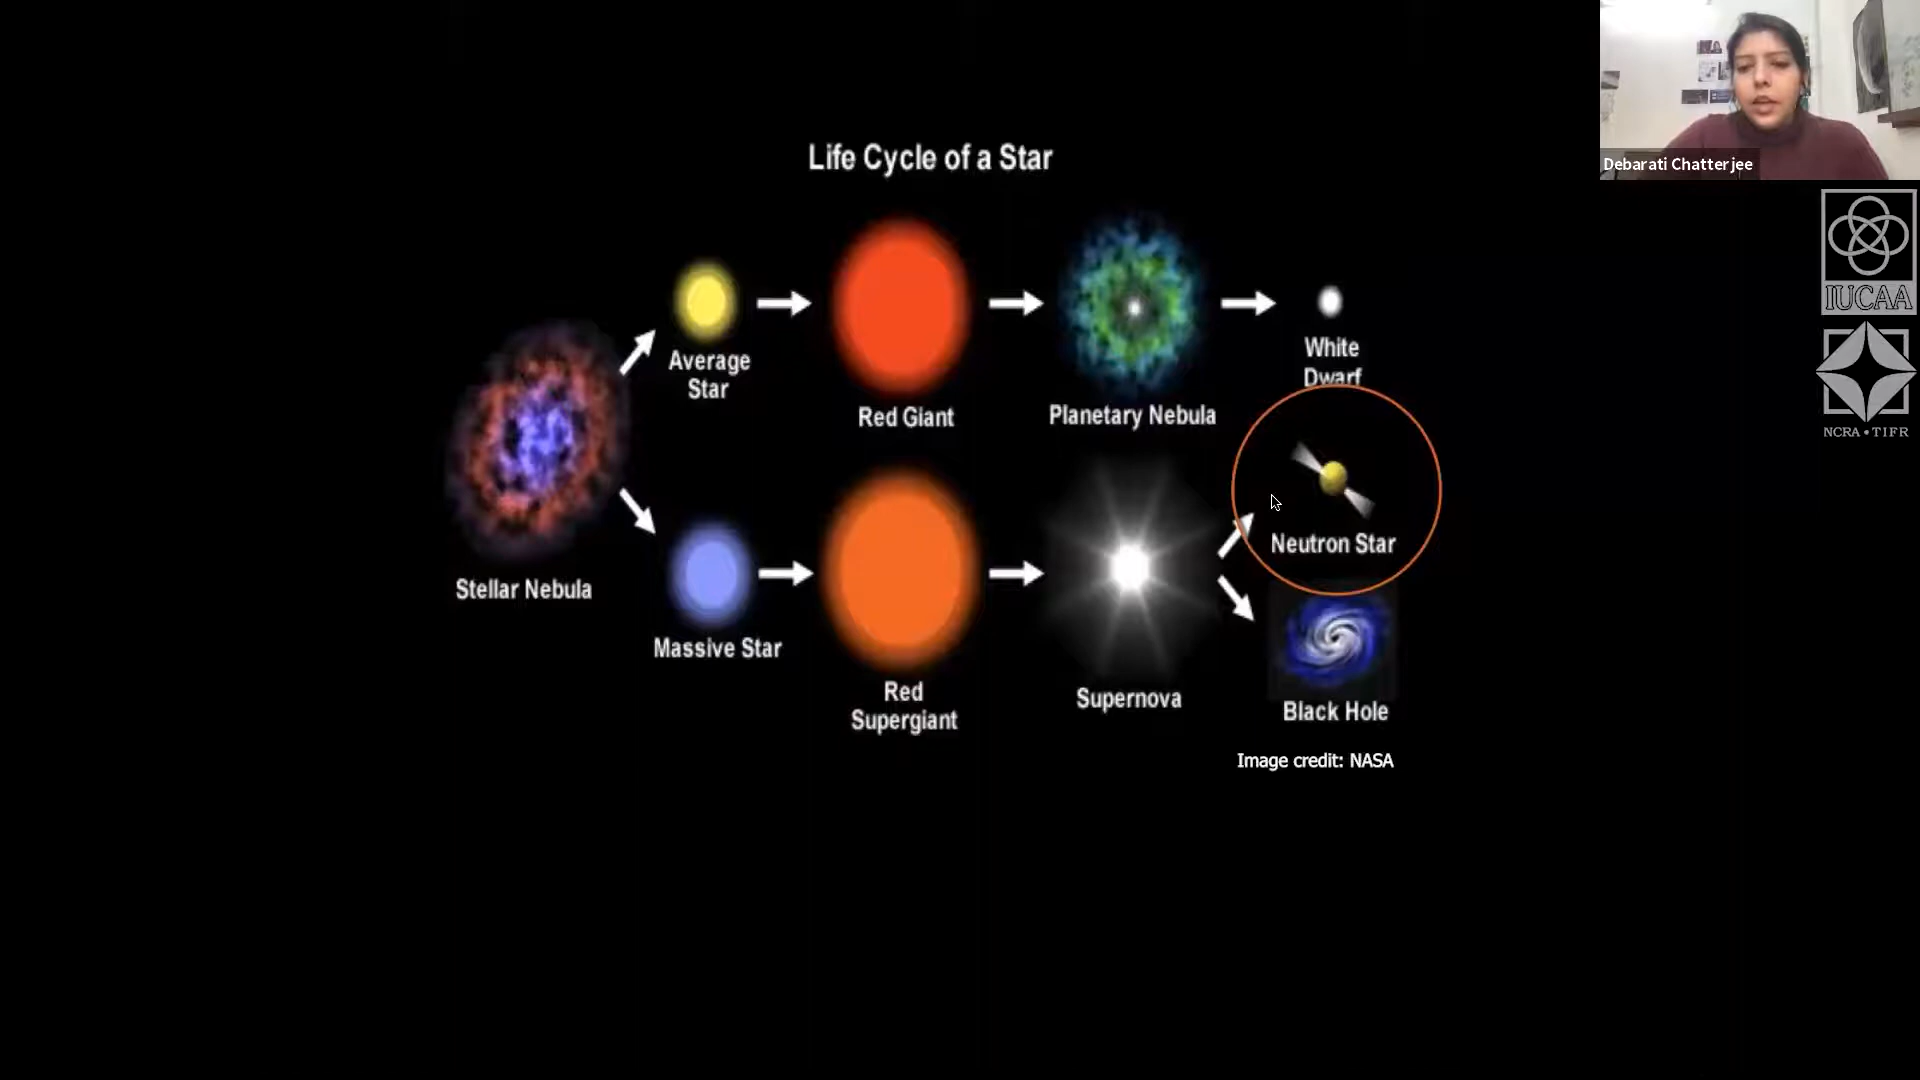 Debarati Chatterjee
IUCAA
NCRA • TIFR
Life Cycle of a Star
Average
Star
Red Giant
Planetary Nebula
White
Dwarf
Stellar Nebula
Massive Star
Red
Supergiant
Supernova
Neutron Star
Black Hole
Image credit: NASA